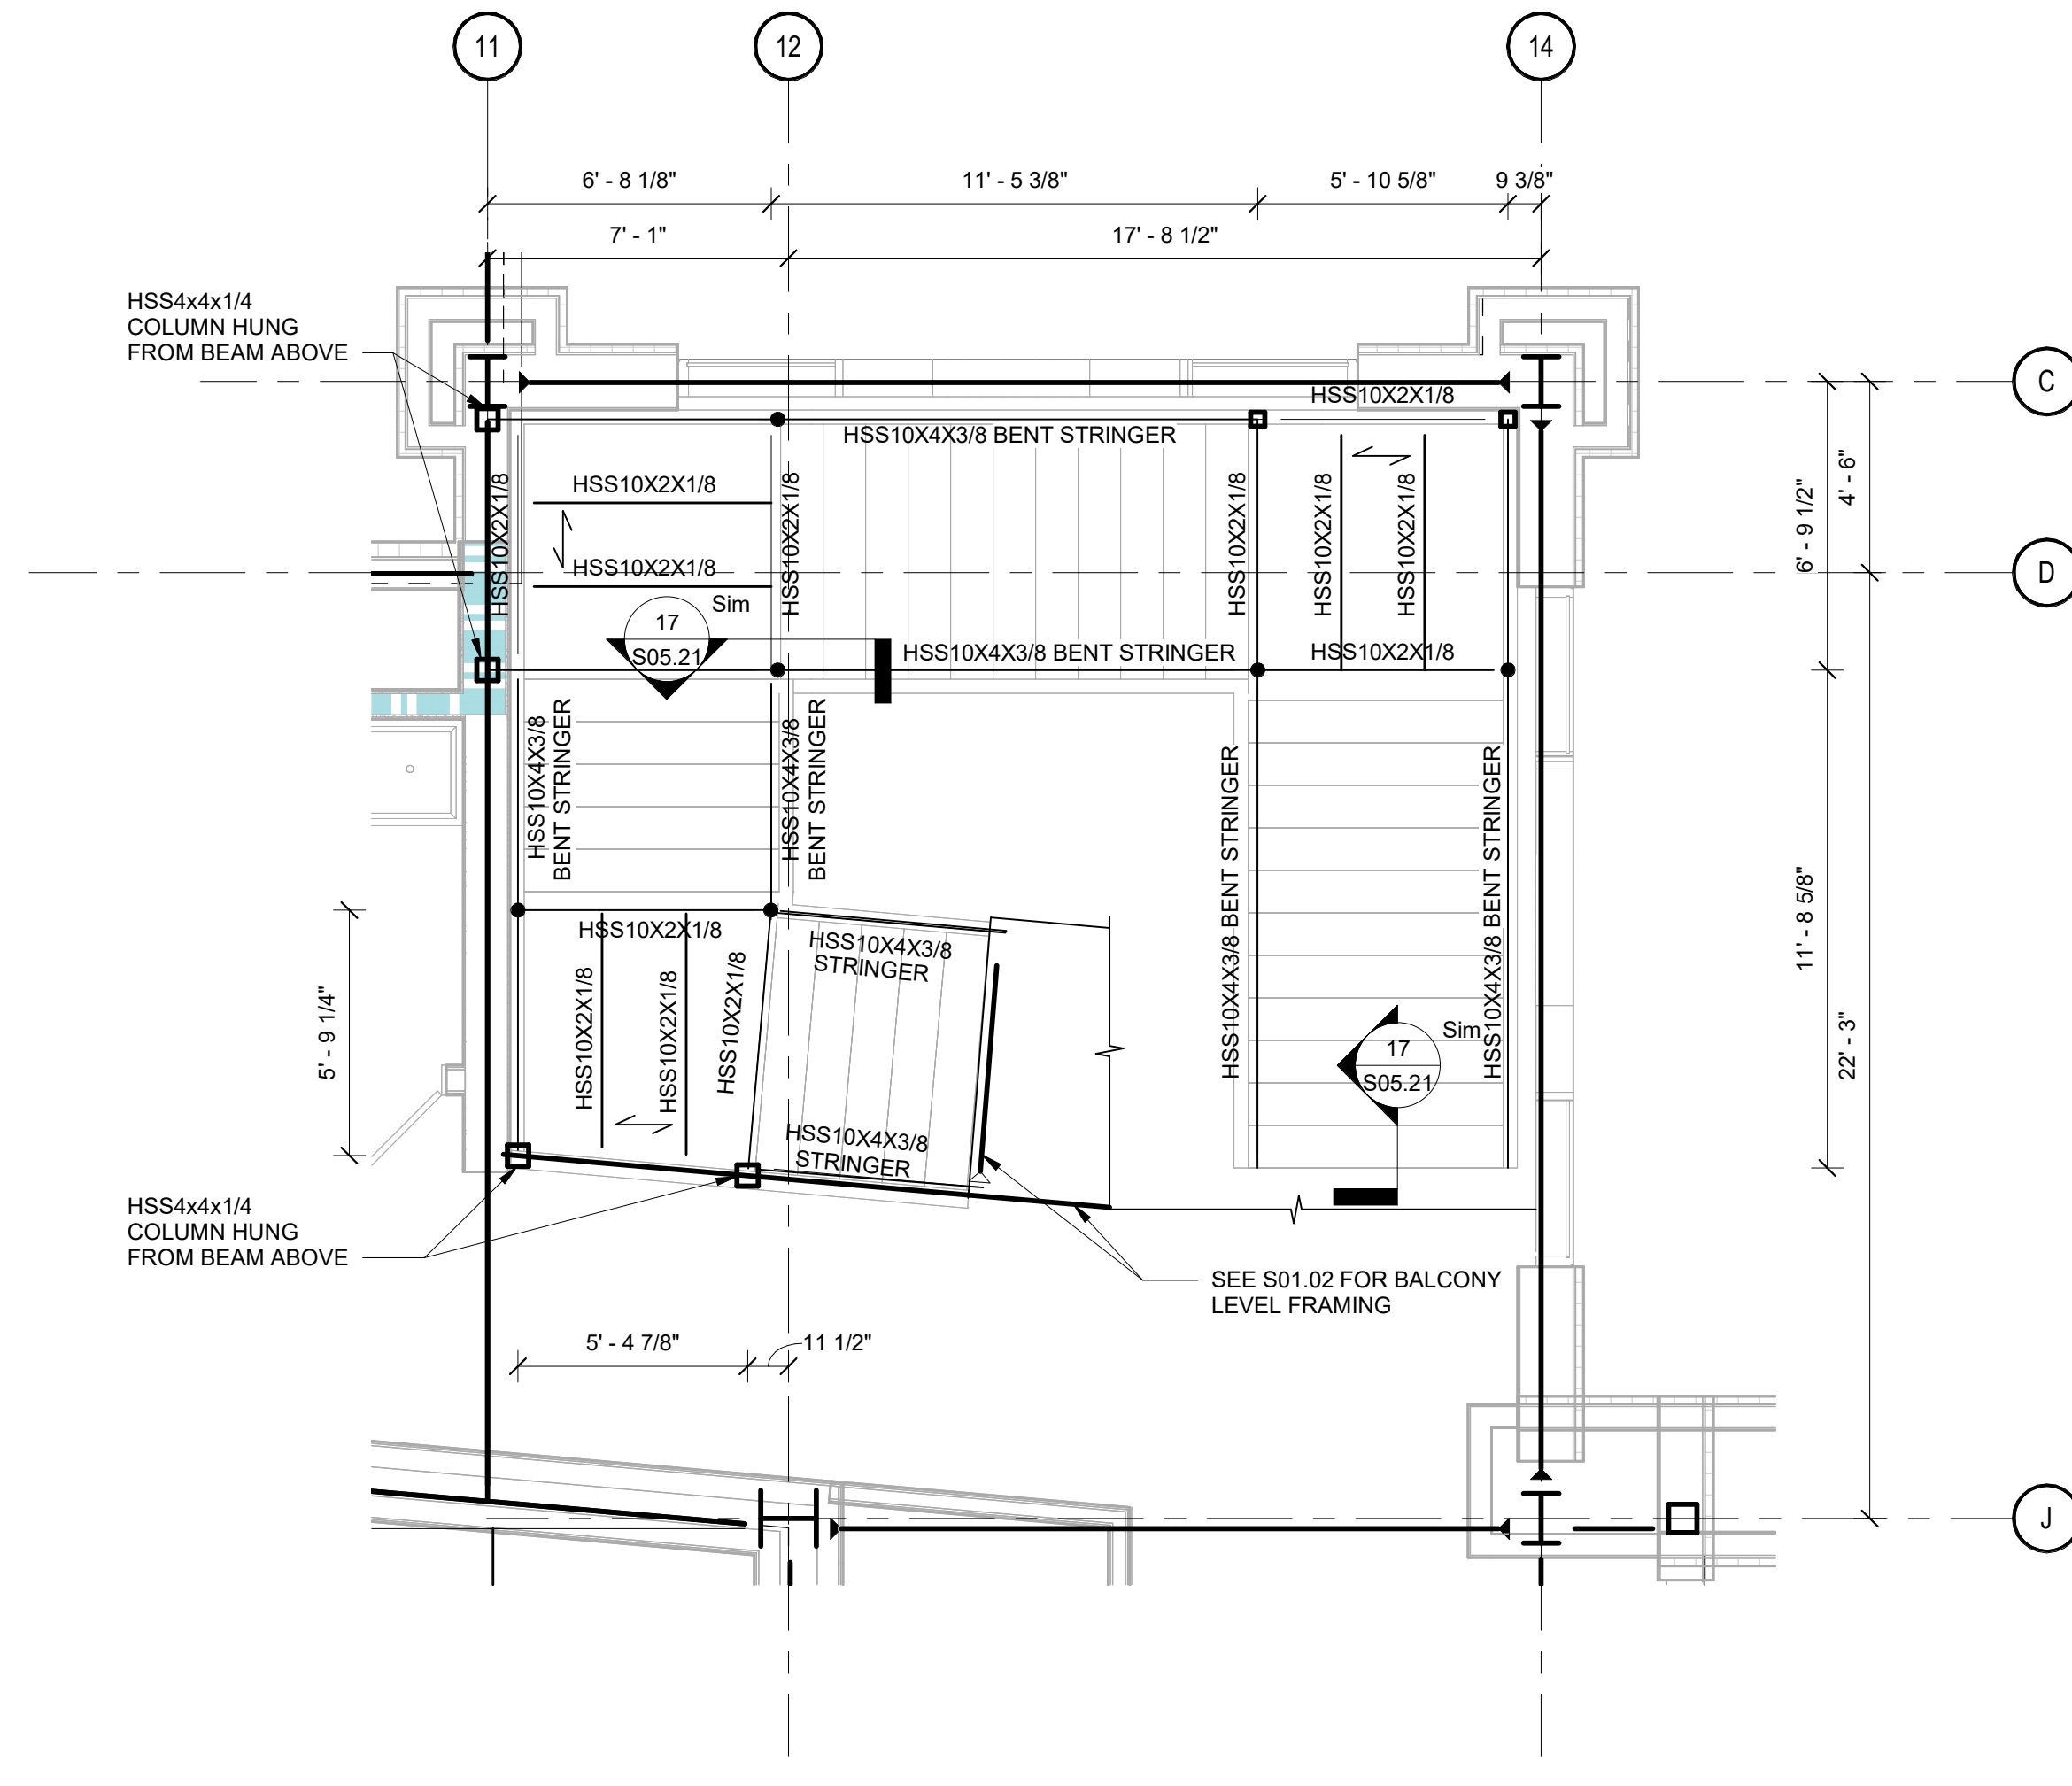 11
12
14
6' - 8 1/8"
11' - 5 3/8"
5' - 10 5/8"
9 3/8"
7' - 1"
17' - 8 1/2"
HSS4x4x1/4
COLUMN HUNG
FROM BEAM ABOVE
C
HSS10X2X1/8
HSS10X4X3/8 BENT STRINGER
HSS10X2X1/8
HSS10X2X1/8
HSS10X2X1/8
HSS10X2X1/8
HSS10X2X1/8
HSS10X2X1/8
HSS10X2X1/8
6' - 9 1/2"
4' - 6"
D
Sim
17
S05.21
HSS10X4X3/8 BENT STRINGER
HSS10X2X1/8
HSS10X4X3/8
BENT STRINGER
HSS10X4X3/8
BENT STRINGER
HSS10X4X3/8 BENT STRINGER
HSS10X4X3/8 BENT STRINGER
11' - 8 5/8"
22' - 3"
HSS10X2X1/8
HSS10X2X1/8
HSS10X2X1/8
HSS10X2X1/8
HSS10X4X3/8
STRINGER
HSS10X4X3/8
STRINGER
5' - 9 1/4"
Sim
17
S05.21
HSS4x4x1/4
COLUMN HUNG
FROM BEAM ABOVE
SEE S01.02 FOR BALCONY
LEVEL FRAMING
5' - 4 7/8"
11 1/2"
J